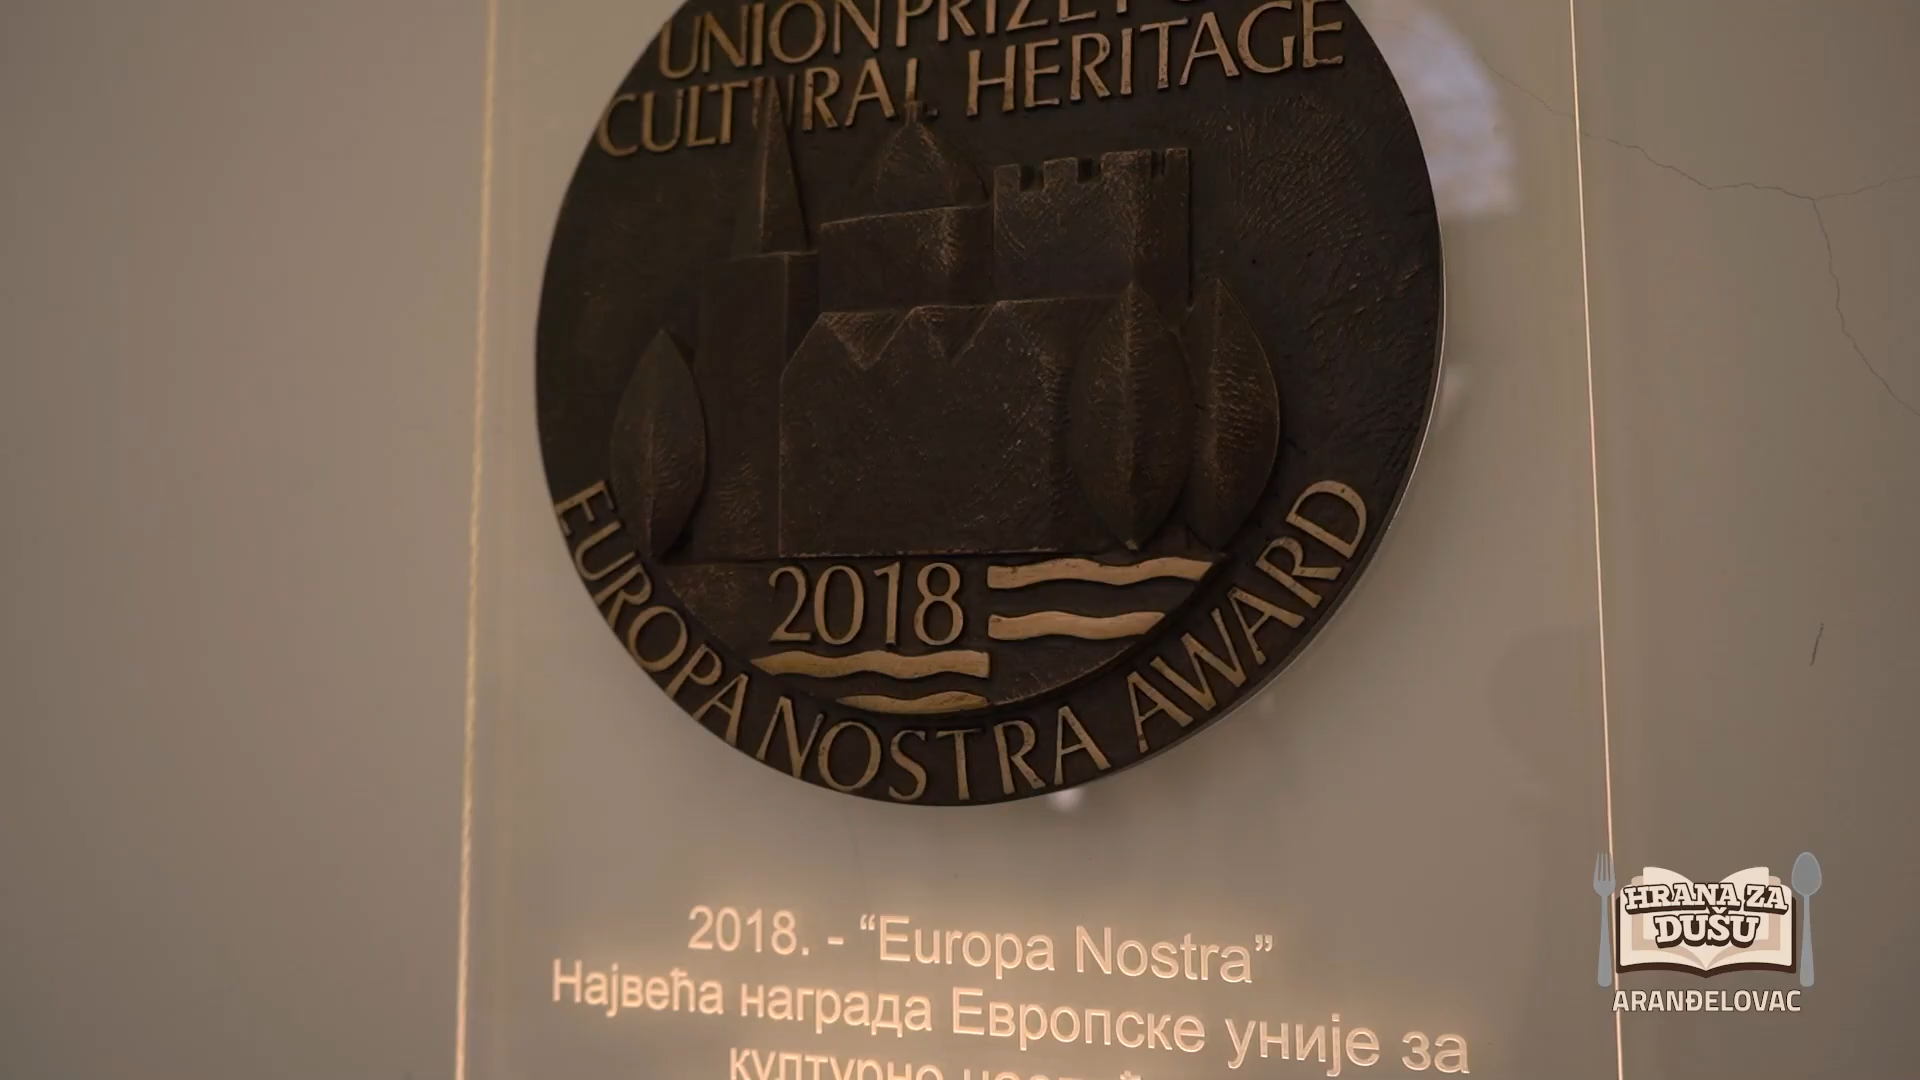 UNION PRIZE
CULTURAL HERITAGE
2018
EUROPA NOSTRA AWARD
2018. - “Europa Nostra”
Највећа награда Европске уније за
културно
HRANA ZA
DUŠU
ARANĐELOVAC